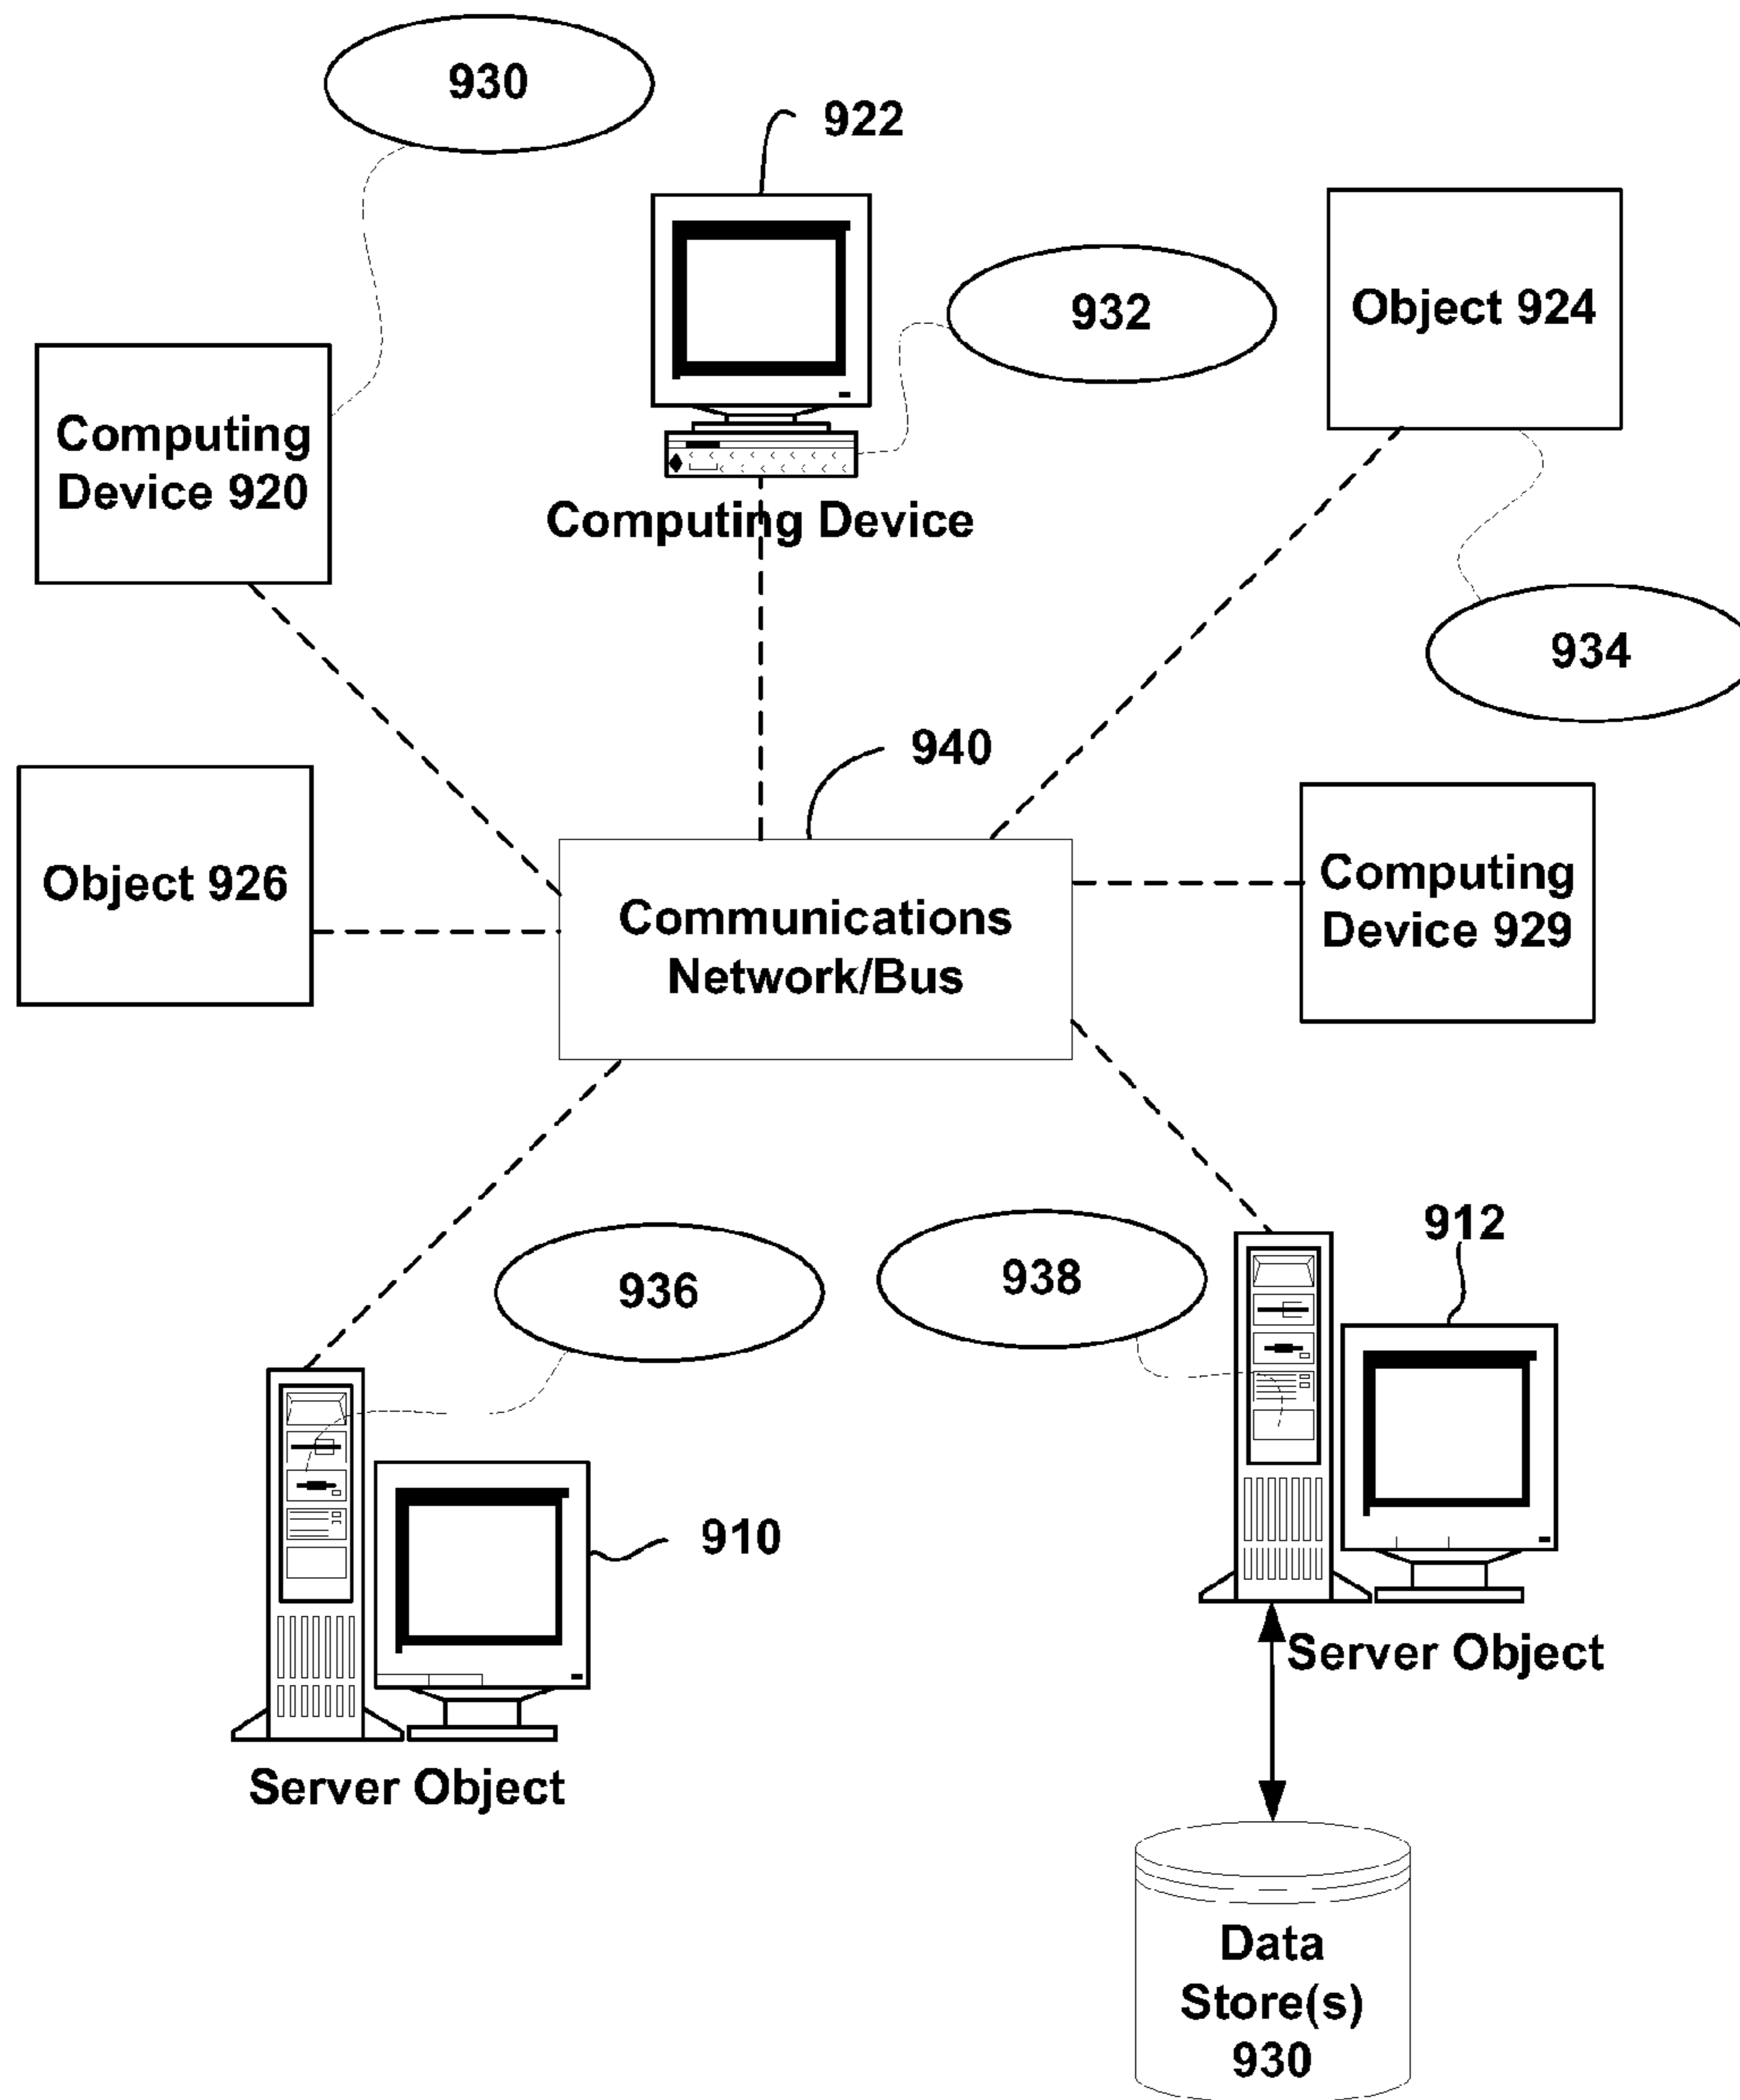 930
922
932
Object 924
Computing
Device 920
Computing Device
934
940
Object 926
Communications
Network/Bus
Computing
Device 929
936
938
912
910
Server Object
Server Object
Data
Store(s)
930